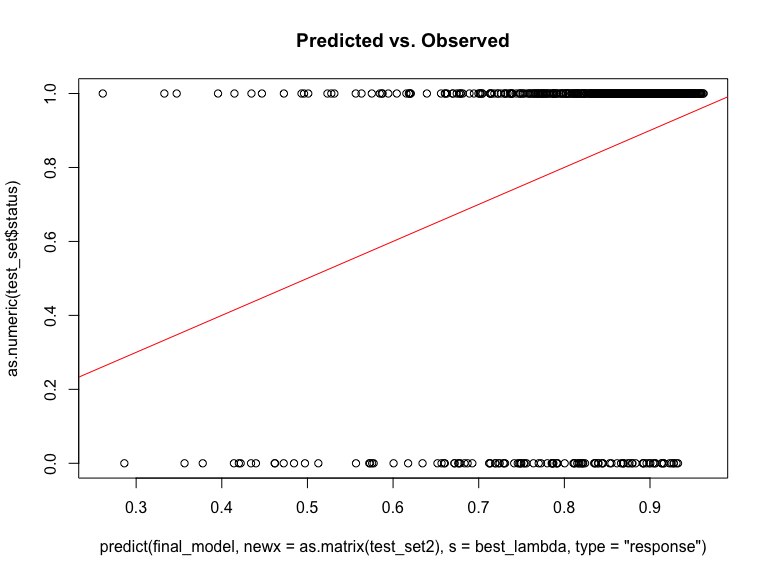 Predicted vs. Observed
as.numeric(test_set$status)
1.0
0.8
0.6
0.4
0.2
0.0
0.3 0.4 0.5 0.6 0.7 0.8 0.9
predict(final_model, newx = as.matrix(test_set2), s = best_lambda, type = "response")